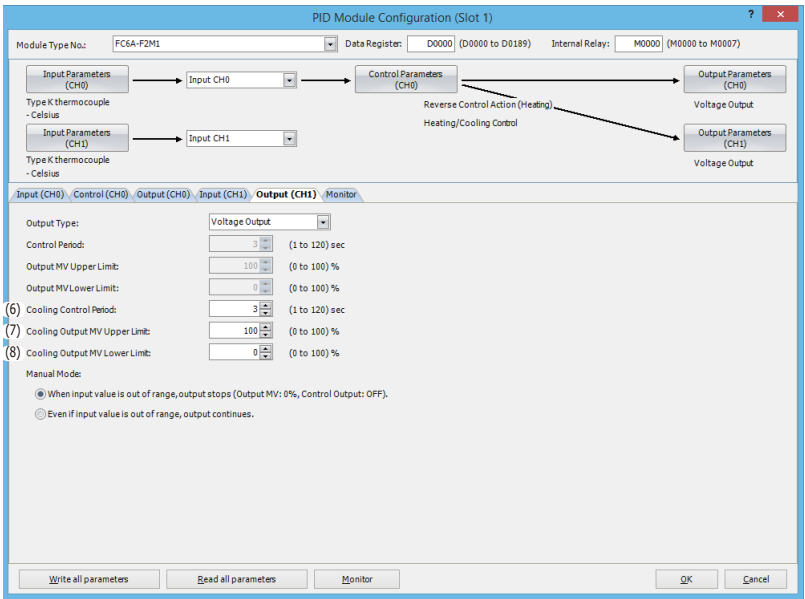 PID Module Configuration (Slot 1)
? ×
Module Type No.: FC6A-F2M1 Data Register: D0000 (D0000 to D0189) Internal Relay: M0000 (M0000 to M0007)
Input Parameters
(CH0)
Input CH0
Control Parameters
(CH0)
Output Parameters
(CH0)
Type K thermocouple
- Celsius
Reverse Control Action (Heating)
Heating/Cooling Control
Voltage Output
Input Parameters
(CH1)
Input CH1
Output Parameters
(CH1)
Type K thermocouple
- Celsius
Voltage Output
Input (CH0) Control (CH0) Output (CH0) Input (CH1) Output (CH1) Monitor
Output Type: Voltage Output
Control Period: 3 (1 to 120) sec
Output MV Upper Limit: 100 (0 to 100) %
Output MV Lower Limit: 0 (0 to 100) %
(6) Cooling Control Period: 3 (1 to 120) sec
(7) Cooling Output MV Upper Limit: 100 (0 to 100) %
(8) Cooling Output MV Lower Limit: 0 (0 to 100) %
Manual Mode:
When input value is out of range, output stops (Output MV: 0%, Control Output: OFF).
Even if input value is out of range, output continues.
Write all parameters Read all parameters Monitor OK Cancel